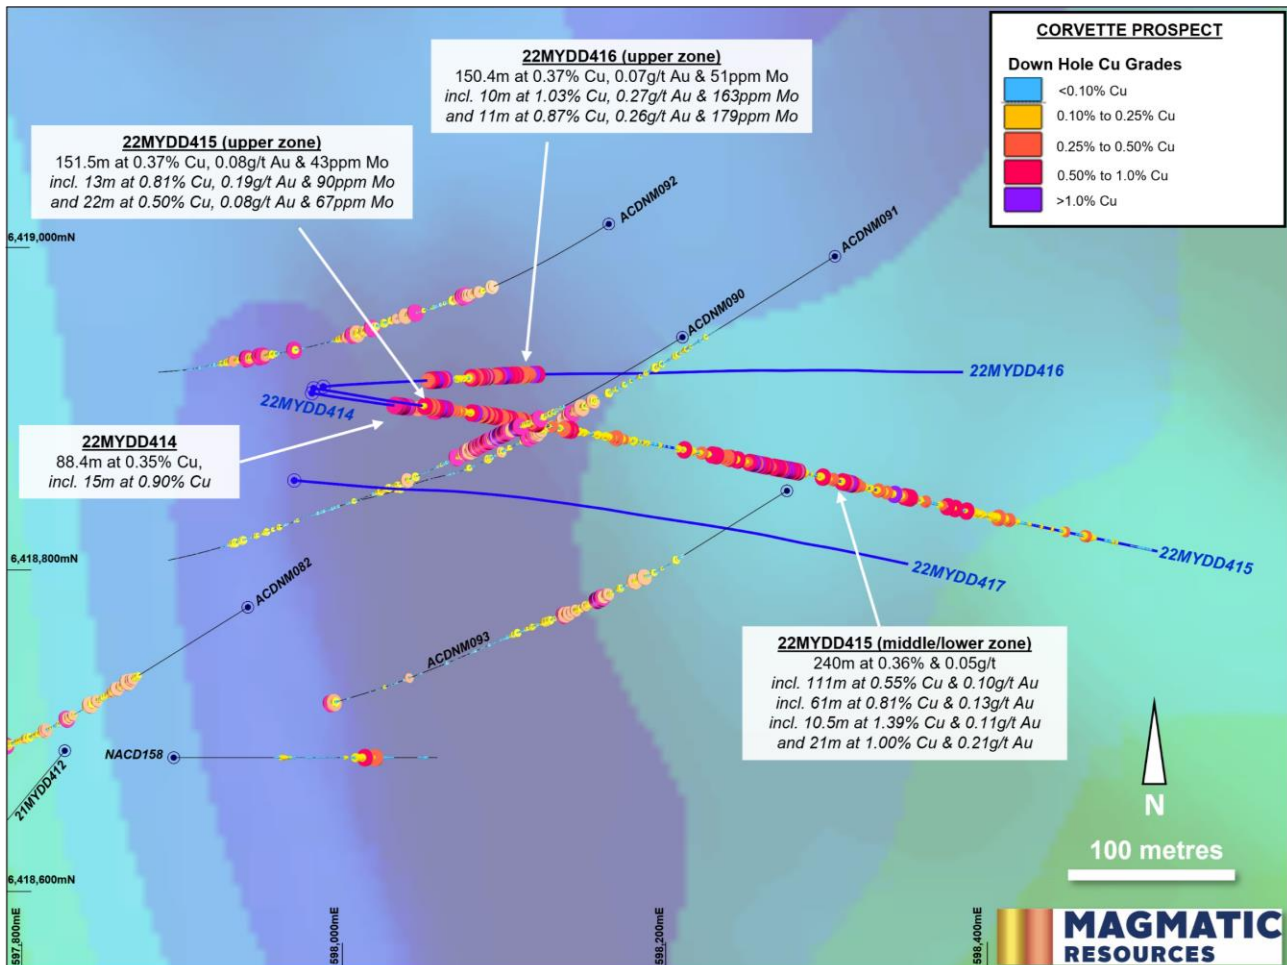 CORVETTE PROSPECT
Down Hole Cu Grades
<0.10% Cu
0.10% to 0.25% Cu
0.25% to 0.50% Cu
0.50% to 1.0% Cu
>1.0% Cu
22MYDD416 (upper zone)
150.4m at 0.37% Cu, 0.07g/t Au & 51ppm Mo
incl. 10m at 1.03% Cu, 0.27g/t Au & 163ppm Mo
and 11m at 0.87% Cu, 0.26g/t Au & 179ppm Mo
22MYDD415 (upper zone)
151.5m at 0.37% Cu, 0.08g/t Au & 43ppm Mo
incl. 13m at 0.81% Cu, 0.19g/t Au & 90ppm Mo
and 22m at 0.50% Cu, 0.08g/t Au & 67ppm Mo
ACDNM092
ACDNM091
6,419,000mN
ACDNM090
22MYDD416
22MYDD414
22MYDD414
88.4m at 0.35% Cu,
incl. 15m at 0.90% Cu
6,418,800mN
22MYDD415
22MYDD417
ACDNM082
ACDNM093
22MYDD415 (middle/lower zone)
240m at 0.36% & 0.05g/t
incl. 111m at 0.55% Cu & 0.10g/t Au
incl. 61m at 0.81% Cu & 0.13g/t Au
incl. 10.5m at 1.39% Cu & 0.11g/t Au
and 21m at 1.00% Cu & 0.21g/t Au
NACD158
21MYDD412
N
100 metres
6,418,600mN
597,800mE
598,000mE
598,200mE
598,400mE
MAGMATIC
RESOURCES